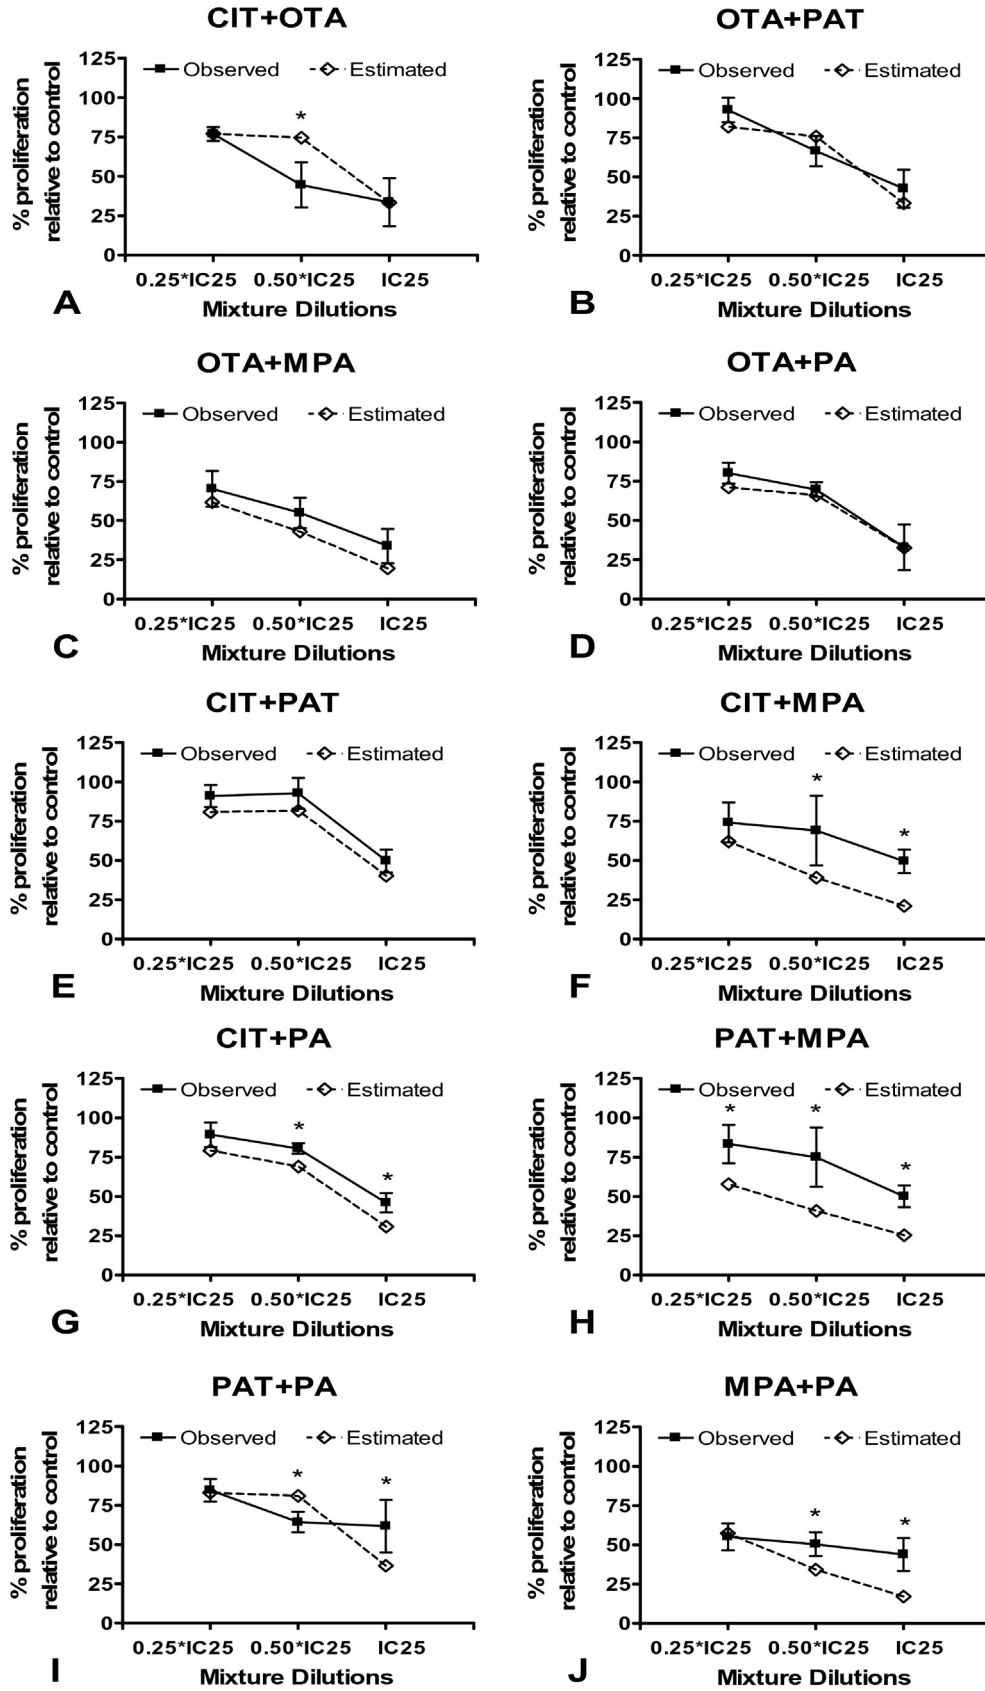 CIT+OTA
125
100
75
50
25
0
% proliferation
relative to control
Observed
Estimated
*
0.25*IC25 0.50*IC25 IC25
Mixture Dilutions
A
OTA+PAT
125
100
75
50
25
0
% proliferation
relative to control
Observed
Estimated
0.25*IC25 0.50*IC25 IC25
Mixture Dilutions
B
OTA+MPA
125
100
75
50
25
0
% proliferation
relative to control
Observed
Estimated
0.25*IC25 0.50*IC25 IC25
Mixture Dilutions
C
OTA+PA
125
100
75
50
25
0
% proliferation
relative to control
Observed
Estimated
0.25*IC25 0.50*IC25 IC25
Mixture Dilutions
D
CIT+PAT
125
100
75
50
25
0
% proliferation
relative to control
Observed
Estimated
0.25*IC25 0.50*IC25 IC25
Mixture Dilutions
E
CIT+MPA
125
100
75
50
25
0
% proliferation
relative to control
Observed
Estimated
*
*
0.25*IC25 0.50*IC25 IC25
Mixture Dilutions
F
CIT+PA
125
100
75
50
25
0
% proliferation
relative to control
Observed
Estimated
*
*
0.25*IC25 0.50*IC25 IC25
Mixture Dilutions
G
PAT+MPA
125
100
75
50
25
0
% proliferation
relative to control
Observed
Estimated
* *
*
0.25*IC25 0.50*IC25 IC25
Mixture Dilutions
H
PAT+PA
125
100
75
50
25
0
% proliferation
relative to control
Observed
Estimated
*
*
0.25*IC25 0.50*IC25 IC25
Mixture Dilutions
I
MPA+PA
125
100
75
50
25
0
% proliferation
relative to control
Observed
Estimated
*
*
0.25*IC25 0.50*IC25 IC25
Mixture Dilutions
J